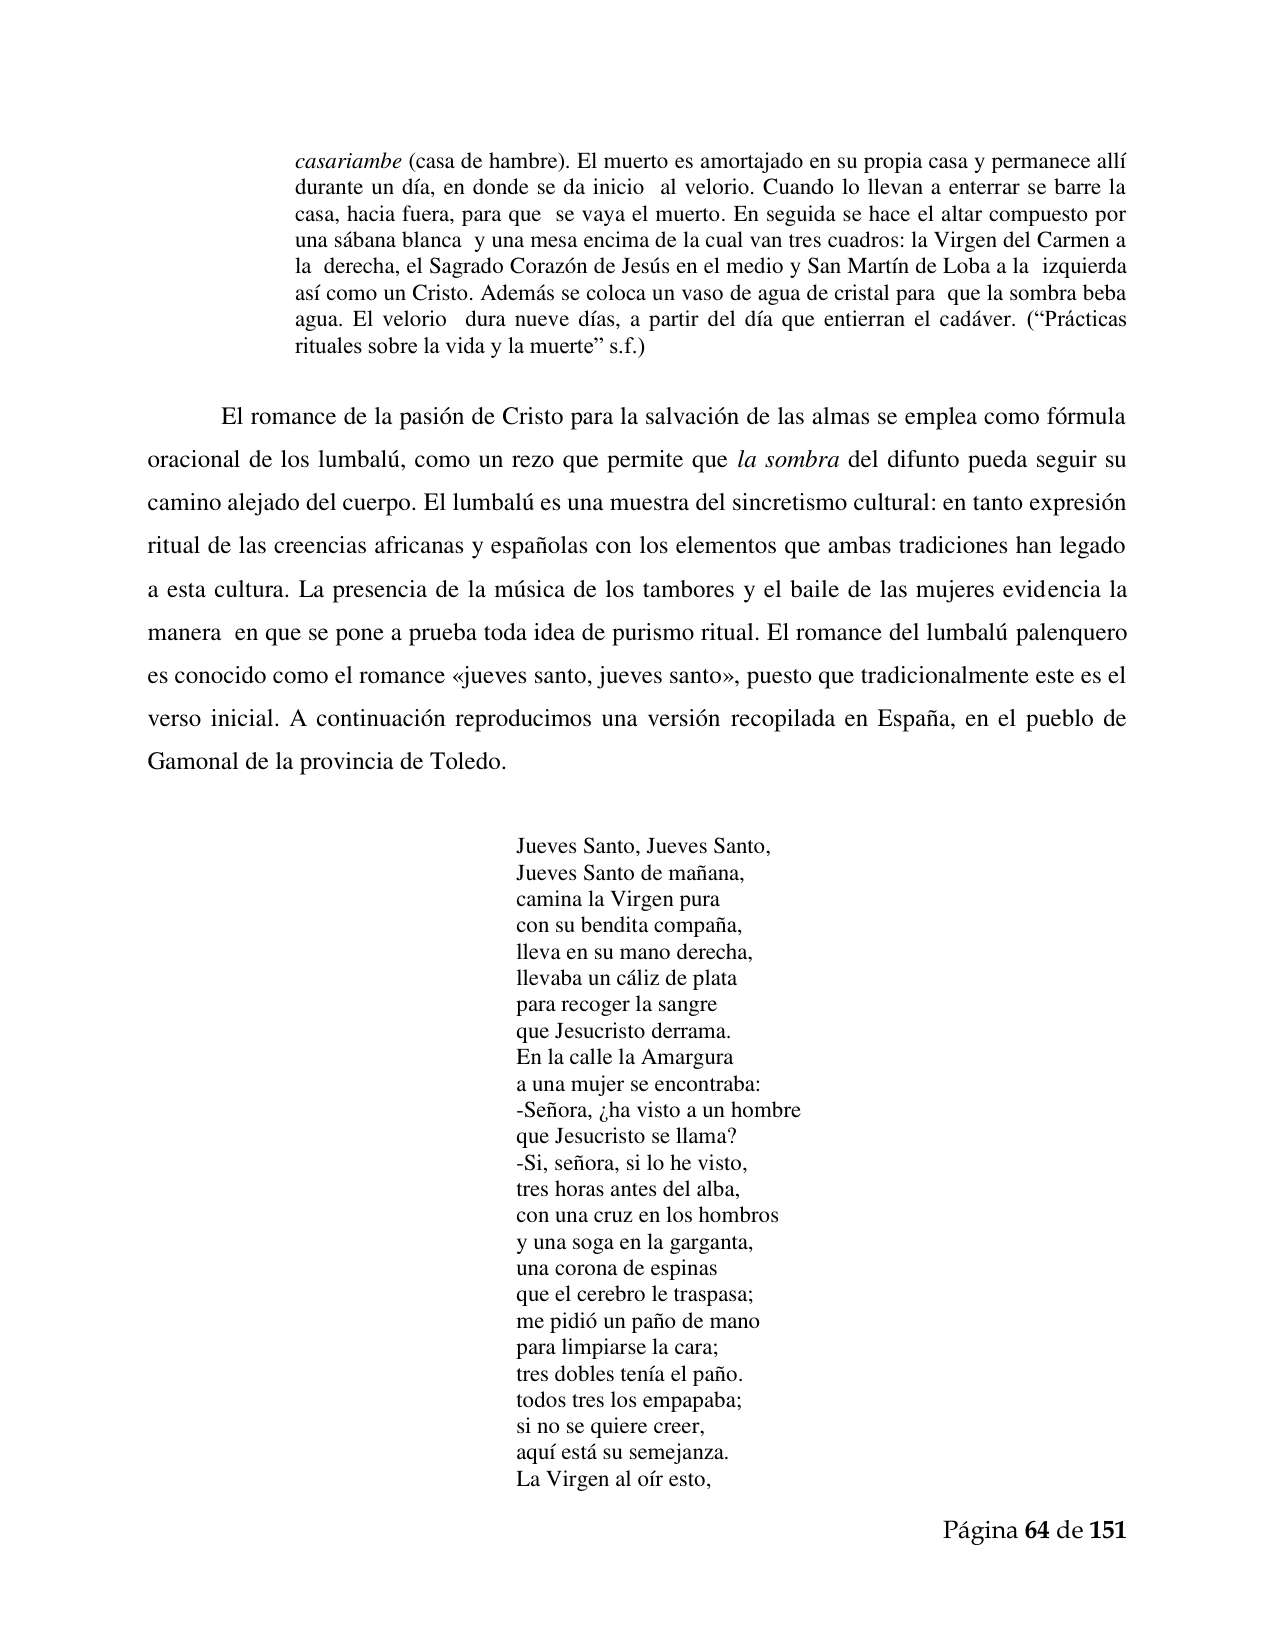 casariambe (casa de hambre). El muerto es amortajado en su propia casa y permanece allí
durante un día, en donde se da inicio al velorio. Cuando lo llevan a enterrar se barre la
casa, hacia fuera, para que se vaya el muerto. En seguida se hace el altar compuesto por
una sábana blanca y una mesa encima de la cual van tres cuadros: la Virgen del Carmen a
la derecha, el Sagrado Corazón de Jesús en el medio y San Martín de Loba a la izquierda
así como un Cristo. Además se coloca un vaso de agua de cristal para que la sombra beba
agua. El velorio dura nueve días, a partir del día que entierran el cadáver. (“Prácticas
rituales sobre la vida y la muerte” s.f.)
El romance de la pasión de Cristo para la salvación de las almas se emplea como fórmula
oracional de los lumbalú, como un rezo que permite que la sombra del difunto pueda seguir su
camino alejado del cuerpo. El lumbalú es una muestra del sincretismo cultural: en tanto expresión
ritual de las creencias africanas y españolas con los elementos que ambas tradiciones han legado
a esta cultura. La presencia de la música de los tambores y el baile de las mujeres evidencia la
manera en que se pone a prueba toda idea de purismo ritual. El romance del lumbalú palenquero
es conocido como el romance «jueves santo, jueves santo», puesto que tradicionalmente este es el
verso inicial. A continuación reproducimos una versión recopilada en España, en el pueblo de
Gamonal de la provincia de Toledo.
Jueves Santo, Jueves Santo,
Jueves Santo de mañana,
camina la Virgen pura
con su bendita compaña,
lleva en su mano derecha,
llevaba un cáliz de plata
para recoger la sangre
que Jesucristo derrama.
En la calle la Amargura
a una mujer se encontraba:
-Señora, ¿ha visto a un hombre
que Jesucristo se llama?
-Si, señora, si lo he visto,
tres horas antes del alba,
con una cruz en los hombros
y una soga en la garganta,
una corona de espinas
que el cerebro le traspasa;
me pidió un paño de mano
para limpiarse la cara;
tres dobles tenía el paño.
todos tres los empapaba;
si no se quiere creer,
aquí está su semejanza.
La Virgen al oír esto,
Página 64 de 151